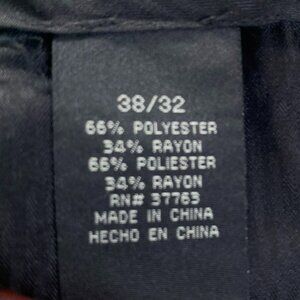 38/32
66% POLYESTER
34% RAYON
66% POLIESTER
34% RAYON
RN# 37763
MADE IN CHINA
HECHO EN CHINA